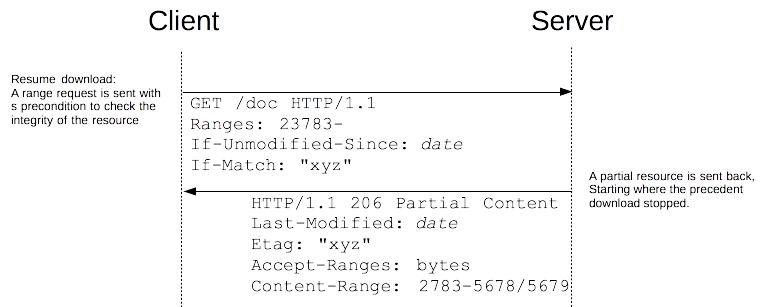 Client
Server
Resume download:
A range request is sent with
s precondition to check the
integrity of the resource
GET /doc HTTP/1.1
Ranges: 23783-
If-Unmodified-Since: date
If-Match: "xyz"
A partial resource is sent back,
Starting where the precedent
download stopped.
HTTP/1.1 206 Partial Content
Last-Modified: date
Etag: "xyz"
Accept-Ranges: bytes
Content-Range: 2783-5678/5679